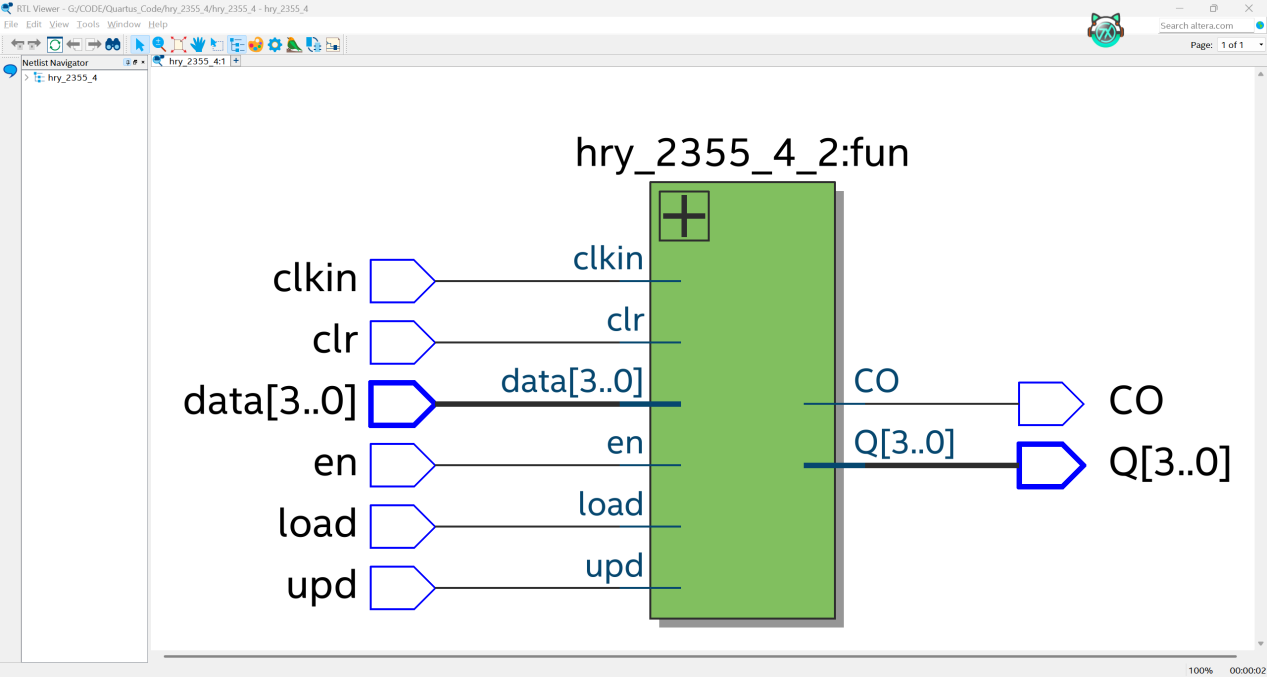 RTL Viewer - G:/CODE/Quartus_Code/hry_2355_4/hry_2355_4 - hry_2355_4
File Edit View Tools Window Help
Search altera.com
Page: 1 of 1
Netlist Navigator
hry_2355_4:1
hry_2355_4
hry_2355_4_2:fun
clkin
clkin
clr
clr
data[3..0]
data[3..0]
CO
CO
en
en
Q[3..0]
Q[3..0]
load
load
upd
upd
100% 00:00:02